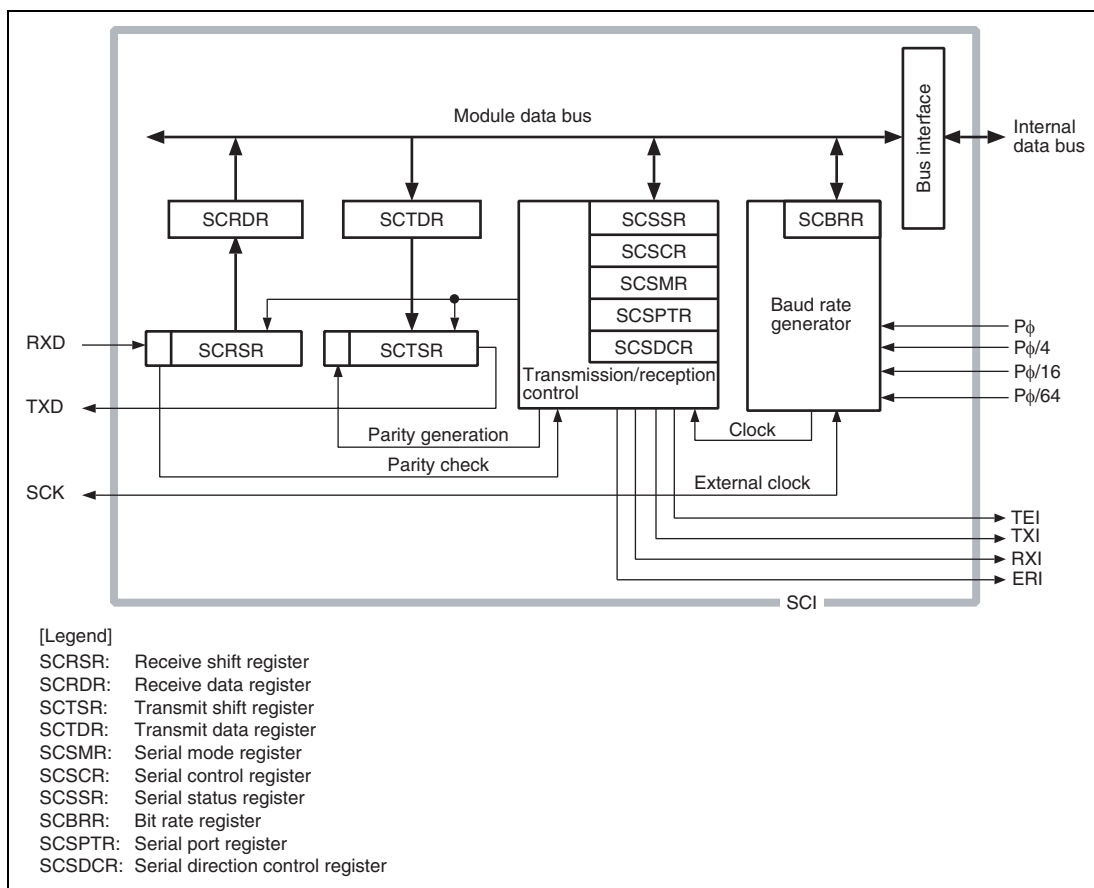 Module data bus
Bus interface
Internal
data bus
SCRDR
SCTDR
SCSSR
SCSCR
SCSMR
SCSPTR
SCSDCR
Transmission/reception
control
SCBRR
Baud rate
generator
RXD
SCRSR
SCTSR
Pφ
Pφ/4
Pφ/16
Pφ/64
TXD
Parity generation
Clock
Parity check
SCK
External clock
TEI
TXI
RXI
ERI
SCI
[Legend]
SCRSR: Receive shift register
SCRDR: Receive data register
SCTSR: Transmit shift register
SCTDR: Transmit data register
SCSMR: Serial mode register
SCSCR: Serial control register
SCSSR: Serial status register
SCBRR: Bit rate register
SCSPTR: Serial port register
SCSDCR: Serial direction control register